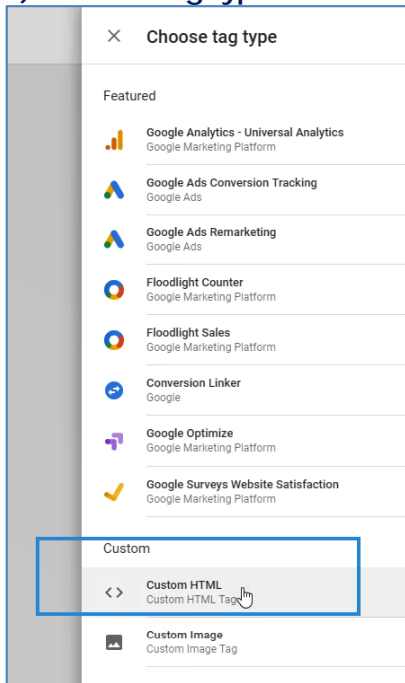 Choose tag type
Featured
Google Analytics - Universal Analytics
Google Marketing Platform
Google Ads Conversion Tracking
Google Ads
Google Ads Remarketing
Google Ads
Floodlight Counter
Google Marketing Platform
Floodlight Sales
Google Marketing Platform
Conversion Linker
Google
Google Optimize
Google Marketing Platform
Google Surveys Website Satisfaction
Google Marketing Platform
Custom
Custom HTML
Custom HTML Tag
Custom Image
Custom Image Tag